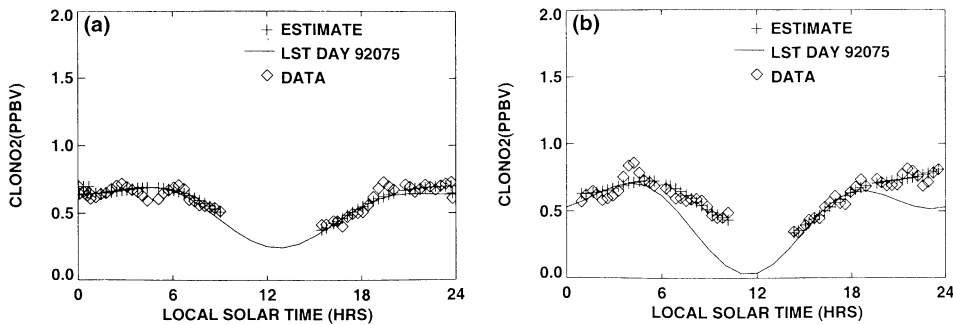 (a)
2.0
1.5
1.0
0.5
0.0
CLONO2(PPBV)
ESTIMATE
LST DAY 92075
DATA
0 6 12 18 24
LOCAL SOLAR TIME (HRS)
(b)
2.0
1.5
1.0
0.5
0.0
CLONO2(PPBV)
ESTIMATE
LST DAY 92075
DATA
0 6 12 18 24
LOCAL SOLAR TIME (HRS)